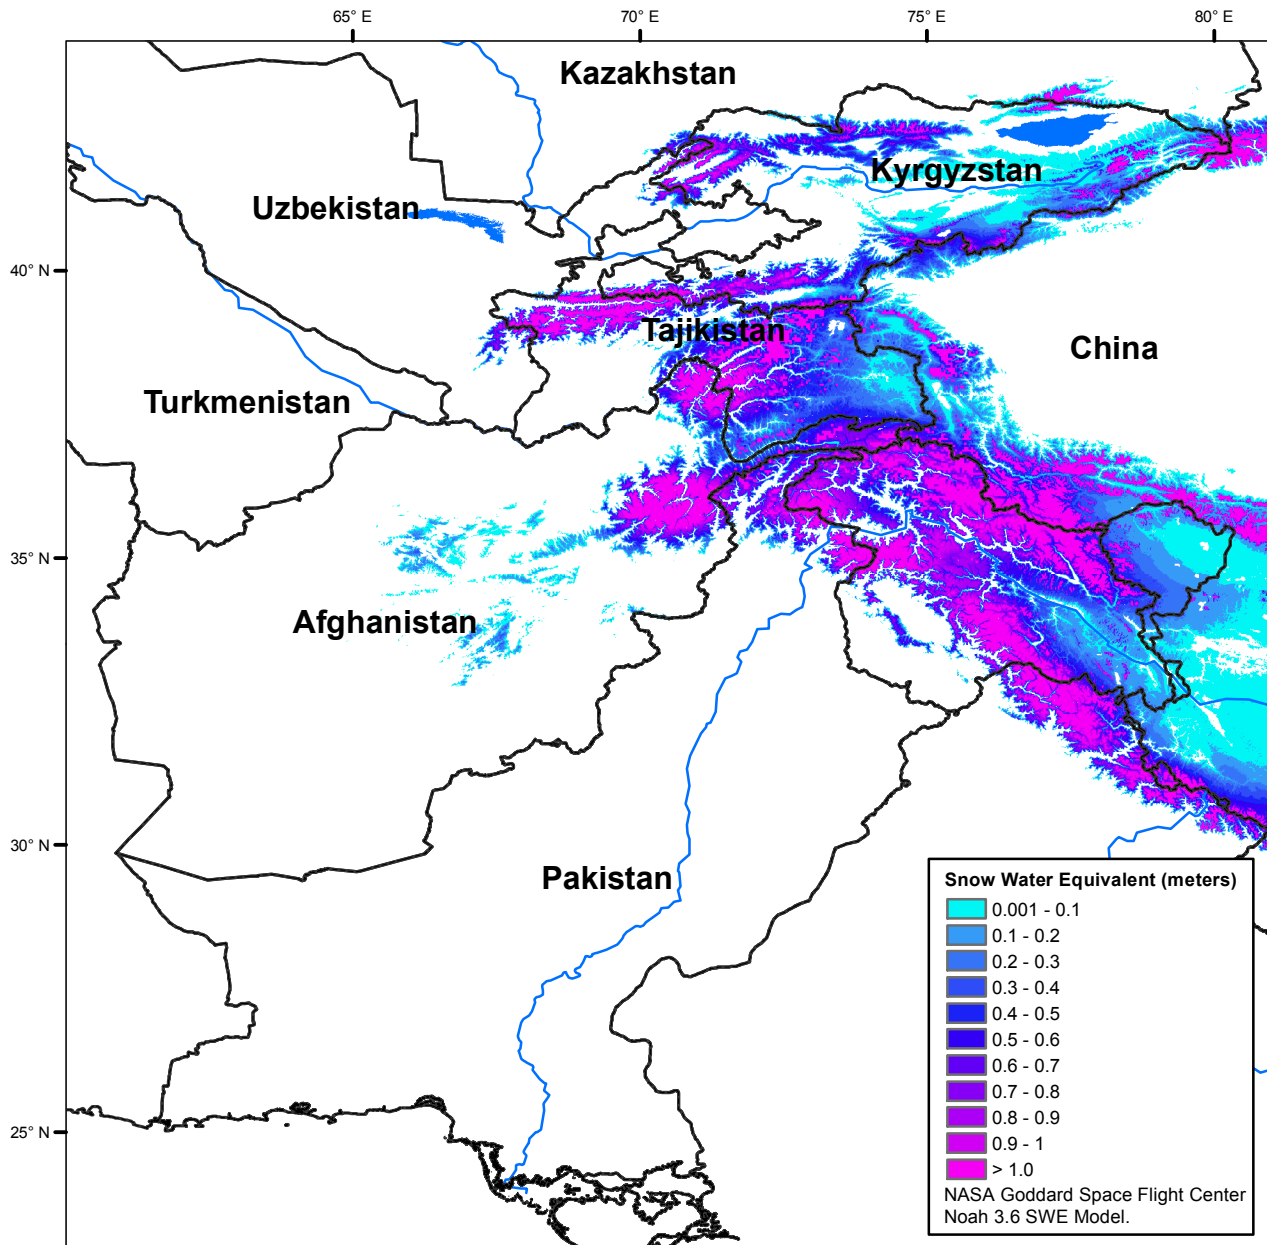 65° E
70° E
75° E
80° E
Kazakhstan
Kyrgyzstan
Uzbekistan
40° N
Tajikistan
China
Turkmenistan
35° N
Afghanistan
30° N
Pakistan
25° N
Snow Water Equivalent (meters)
0.001 - 0.1
0.1 - 0.2
0.2 - 0.3
0.3 - 0.4
0.4 - 0.5
0.5 - 0.6
0.6 - 0.7
0.7 - 0.8
0.8 - 0.9
0.9 - 1
> 1.0
NASA Goddard Space Flight Center
Noah 3.6 SWE Model.